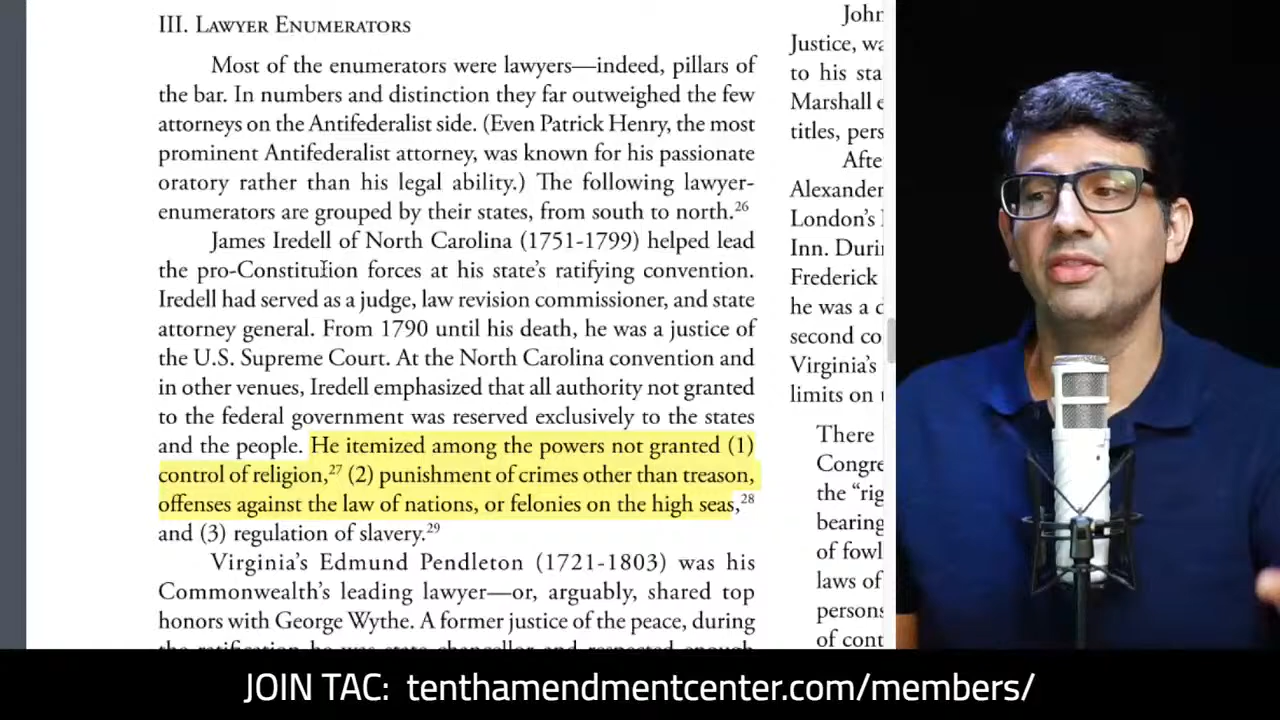 III. LAWYER ENUMERATORS
Most of the enumerators were lawyers—indeed, pillars of
the bar. In numbers and distinction they far outweighed the few
attorneys on the Antifederalist side. (Even Patrick Henry, the most
prominent Antifederalist attorney, was known for his passionate
oratory rather than his legal ability.) The following lawyer-
enumerators are grouped by their states, from south to north.26
James Iredell of North Carolina (1751-1799) helped lead
the pro-Constitution forces at his state's ratifying convention.
Iredell had served as a judge, law revision commissioner, and state
attorney general. From 1790 until his death, he was a justice of
the U.S. Supreme Court. At the North Carolina convention and
in other venues, Iredell emphasized that all authority not granted
to the federal government was reserved exclusively to the states
and the people. He itemized among the powers not granted (1)
control of religion,27 (2) punishment of crimes other than treason,
offenses against the law of nations, or felonies on the high seas,28
and (3) regulation of slavery.29
Virginia's Edmund Pendleton (1721-1803) was his
Commonwealth's leading lawyer—or, arguably, shared top
honors with George Wythe. A former justice of the peace, during
John
Justice, wa
to his sta
Marshall e
titles, pers
Afte
Alexander
London's
Inn. Duri
Frederick
he was a d
second co
Virginia's
limits on
There
Congre
the "rig
bearing
of fowl
laws of
persons
of cont
JOIN TAC: tenthamendmentcenter.com/members/